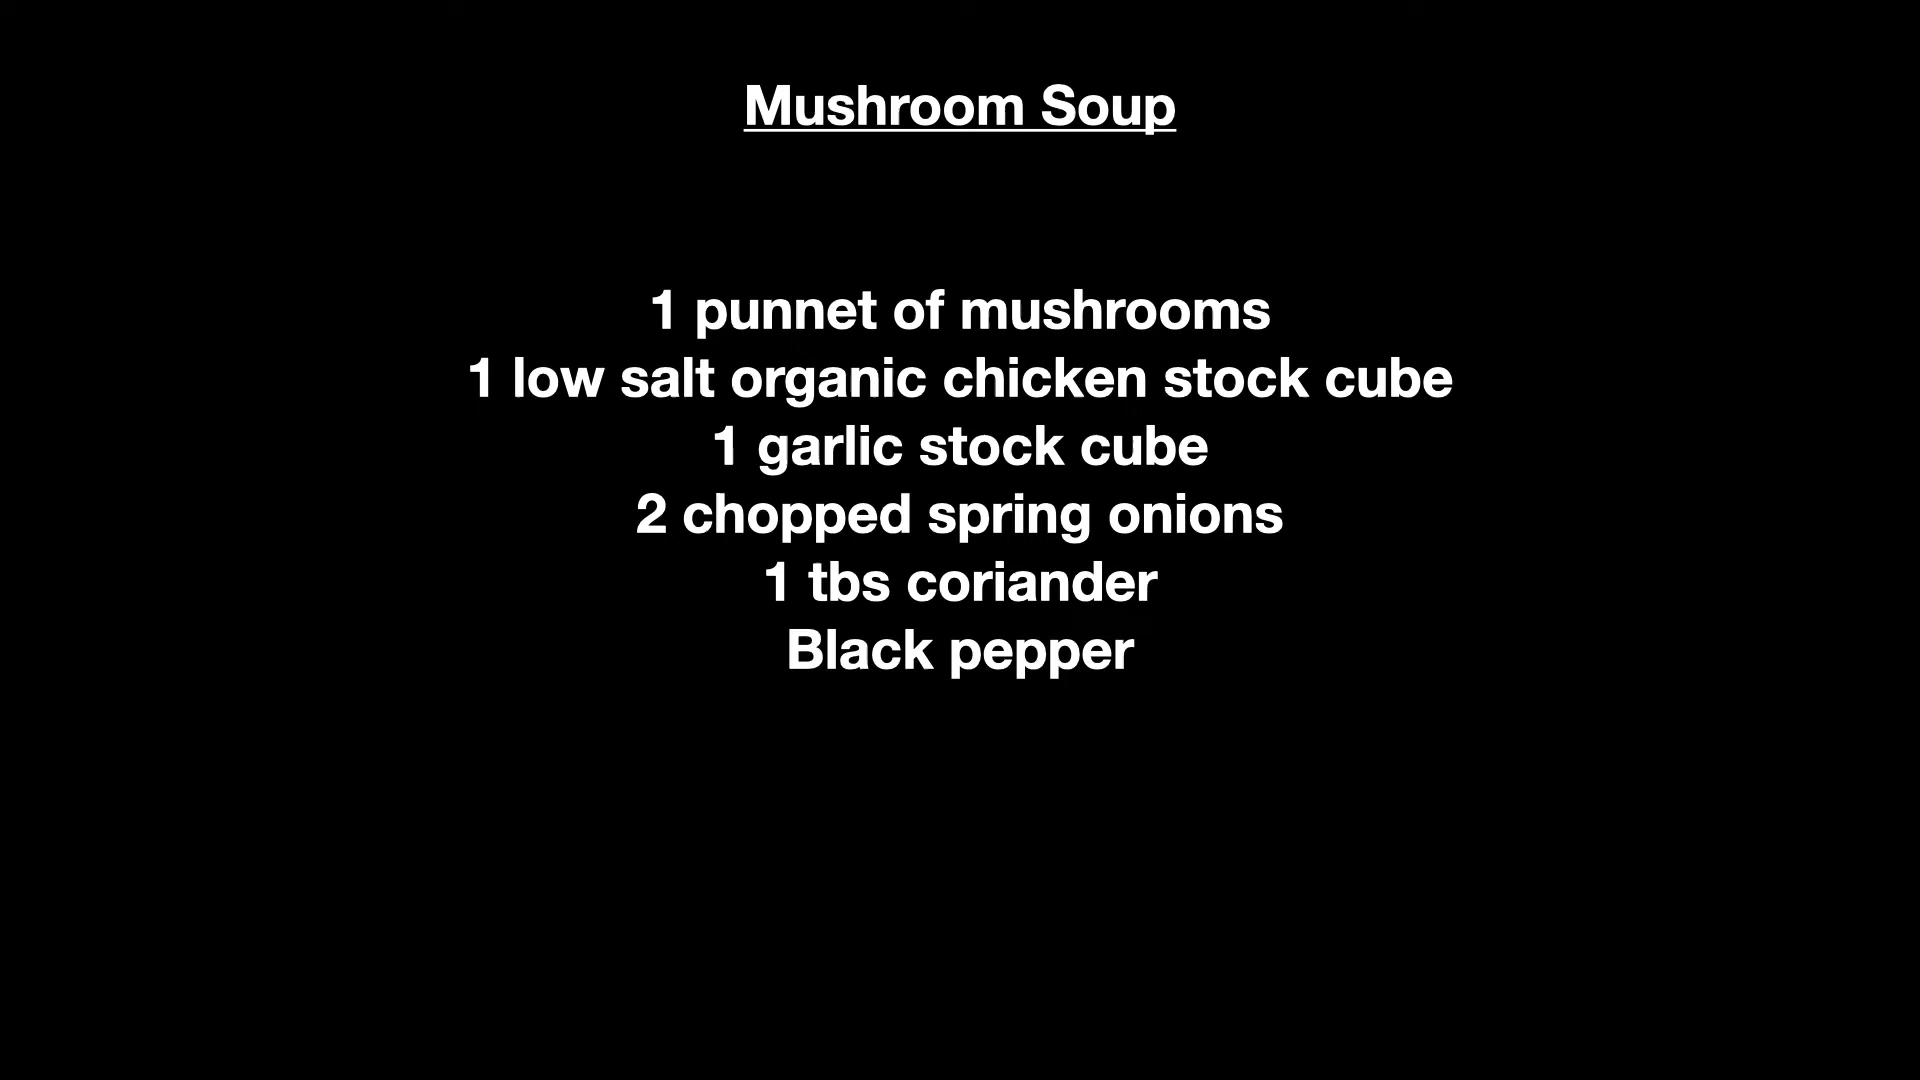 Mushroom Soup
1 punnet of mushrooms
1 low salt organic chicken stock cube
1 garlic stock cube
2 chopped spring onions
1 tbs coriander
Black pepper